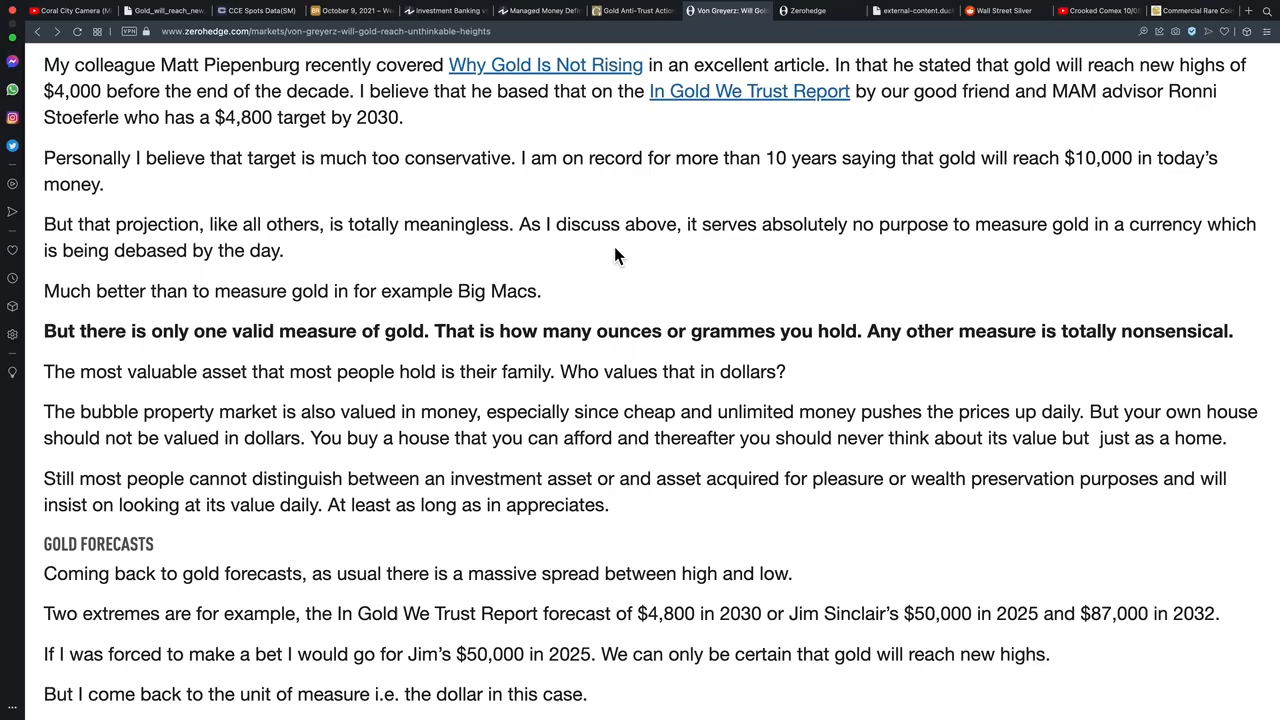 Coral City Camera (M
Gold_will_reach_new_
CCE Spots Data(SM)
October 9, 2021 –
Investment Banking v
Managed Money Defi
Gold Anti-Trust Action
Von Greyerz: Will Gol
Zerohedge
external-content.duc
Wall Street Silver
Crooked Comex 10/0
Commercial Rare Coi
VPN
www.zerohedge.com/markets/von-greyerz-will-gold-reach-unthinkable-heights
My colleague Matt Piepenburg recently covered Why Gold Is Not Rising in an excellent article. In that he stated that gold will reach new highs of
$4,000 before the end of the decade. I believe that he based that on the In Gold We Trust Report by our good friend and MAM advisor Ronni
Stoeferle who has a $4,800 target by 2030.
Personally I believe that target is much too conservative. I am on record for more than 10 years saying that gold will reach $10,000 in today's
money.
But that projection, like all others, is totally meaningless. As I discuss above, it serves absolutely no purpose to measure gold in a currency which
is being debased by the day.
Much better than to measure gold in for example Big Macs.
But there is only one valid measure of gold. That is how many ounces or grammes you hold. Any other measure is totally nonsensical.
The most valuable asset that most people hold is their family. Who values that in dollars?
The bubble property market is also valued in money, especially since cheap and unlimited money pushes the prices up daily. But your own house
should not be valued in dollars. You buy a house that you can afford and thereafter you should never think about its value but just as a home.
Still most people cannot distinguish between an investment asset or and asset acquired for pleasure or wealth preservation purposes and will
insist on looking at its value daily. At least as long as in appreciates.
GOLD FORECASTS
Coming back to gold forecasts, as usual there is a massive spread between high and low.
Two extremes are for example, the In Gold We Trust Report forecast of $4,800 in 2030 or Jim Sinclair's $50,000 in 2025 and $87,000 in 2032.
If I was forced to make a bet I would go for Jim's $50,000 in 2025. We can only be certain that gold will reach new highs.
But I come back to the unit of measure i.e. the dollar in this case.